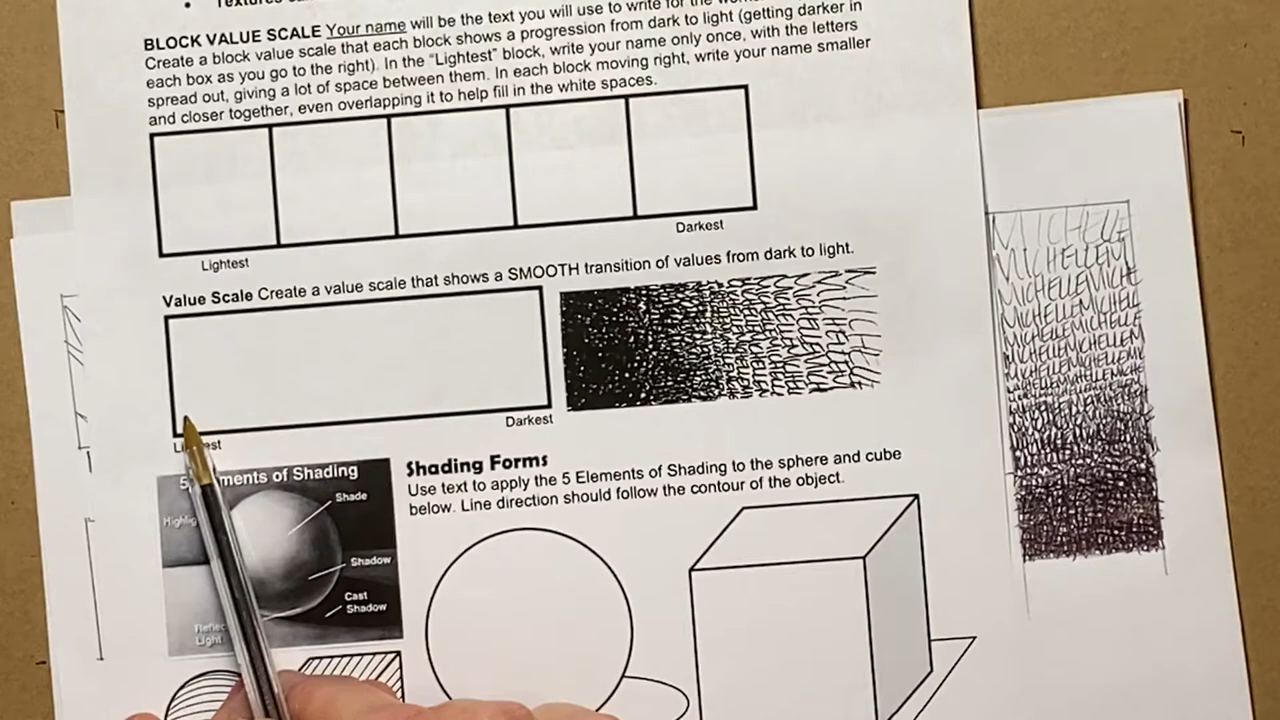 BLOCK VALUE SCALE Your name will be the text you will use to write for the
Create a block value scale that each block shows a progression from dark to light (getting darker in
each box as you go to the right). In the "Lightest" block, write your name only once, with the letters
spread out, giving a lot of space between them. In each block moving right, write your name smaller
and closer together, even overlapping it to help fill in the white spaces.
Lightest
Darkest
Value Scale Create a value scale that shows a SMOOTH transition of values from dark to light.
Darkest
MICHELLE
MICHELLEM
MICHELLEMICHE
MICHELLEMICHELL
MICHELLEMICHELLE
MICHELLEMICHELLEM
5 Elements of Shading
Shade
Shadow
Cast
Shadow
Light
Shading Forms
Use text to apply the 5 Elements of Shading to the sphere and cube
below. Line direction should follow the contour of the object.